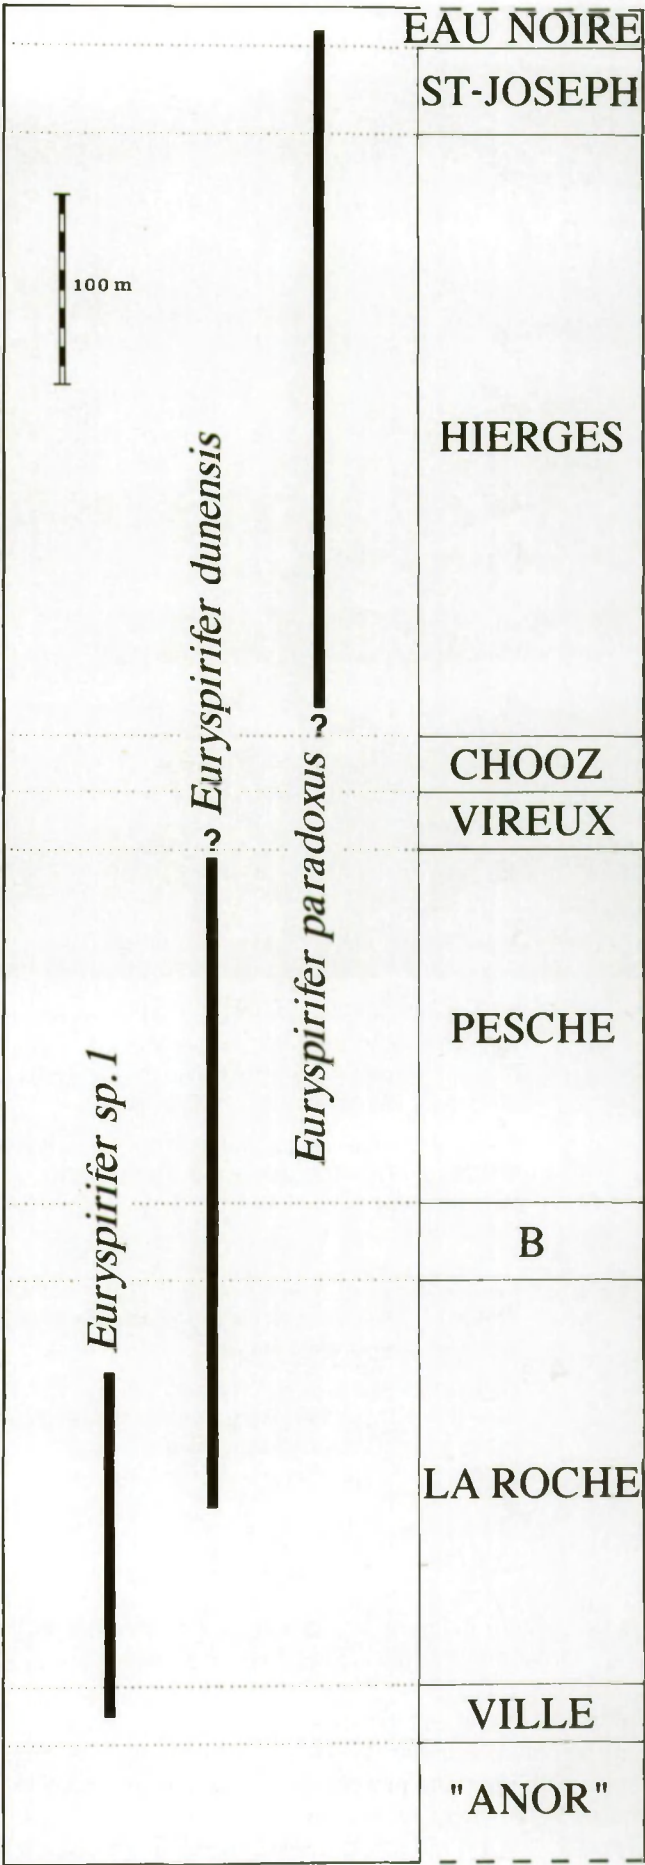 EAU NOIRE
ST-JOSEPH
100 m
HIERGES
Euryspirifer dunensis
?
CHOOZ
VIREUX
?
Euryspirifer paradoxus
PESCHE
Euryspirifer sp.1
B
LA ROCHE
VILLE
"ANOR"